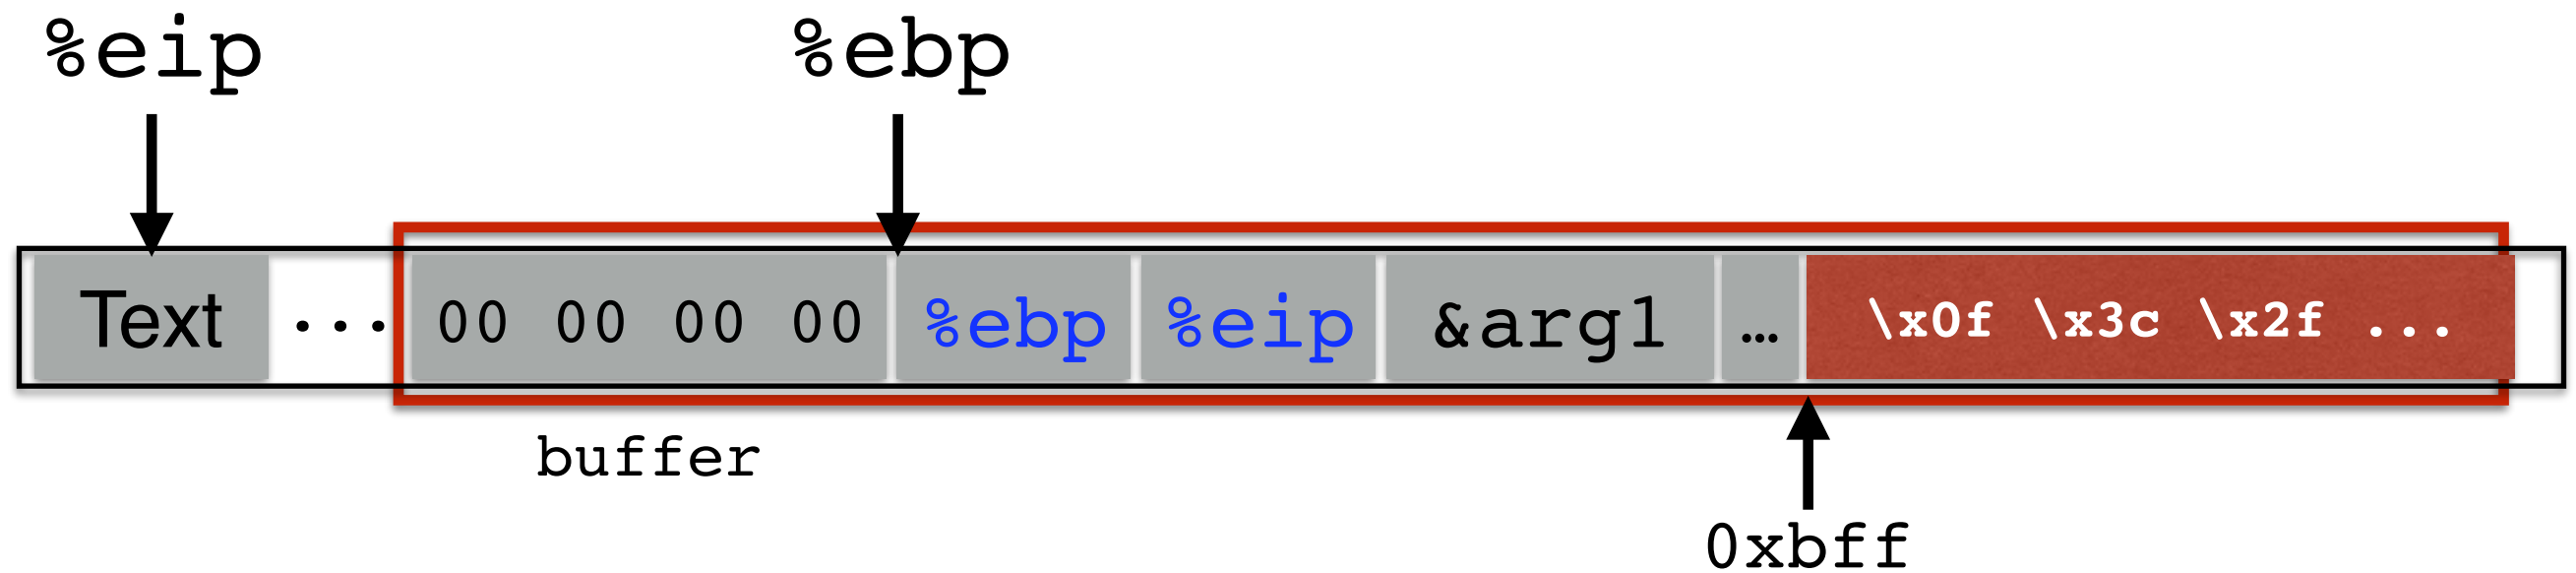 %eip %ebp
Text ... 00 00 00 00 %ebp %eip &arg1 … \x0f \x3c \x2f ...
buffer
0xbff